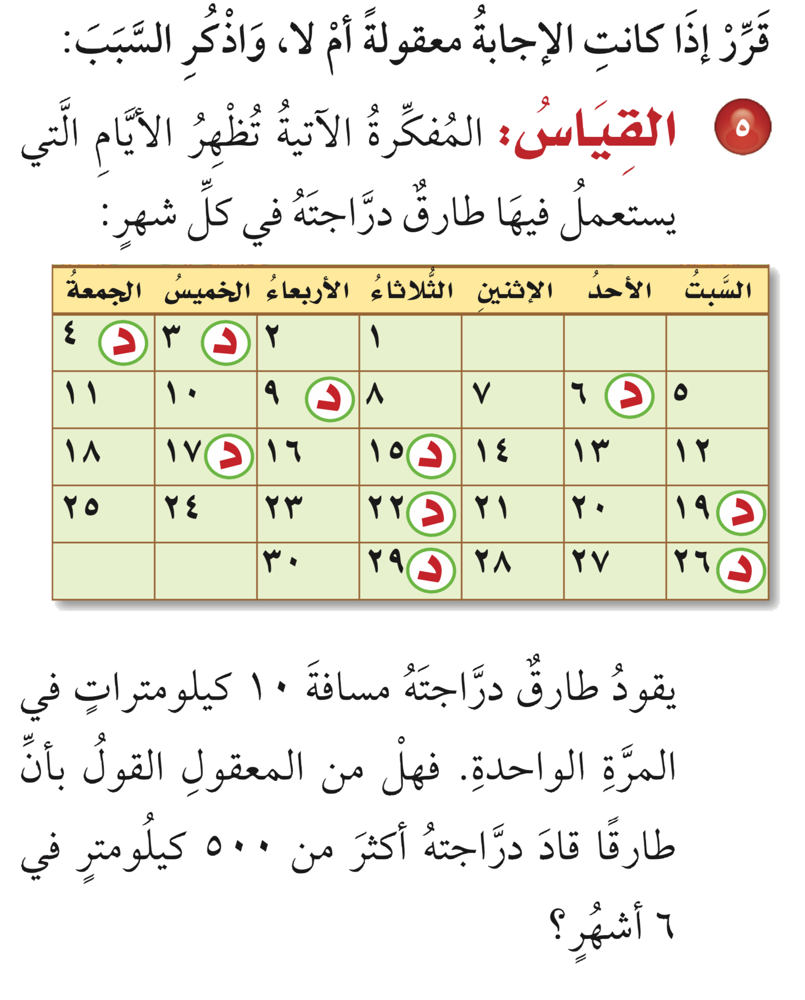 قَرِّرْ إِذَا كانتِ الإجابةُ معقولةً أمْ لا، وَاذْكُرِ السَّبَبَ:
٥ القِيَاسُ: المُفكِّرةُ الآتيةُ تُظْهِرُ الأيَّامِ الَّتي
يستعملُ فيهَا طارقٌ درَّاجتَهُ في كلِّ شهرٍ:
السَّبتُ الأحدُ الإثنينِ الثُّلاثاءُ الأربعاءُ الخميسُ الجمعةُ
١ ٢ د ٣ د ٤
٥ د ٦ ٧ ٨ د ٩ ١٠ ١١
١٢ ١٣ ١٤ د ١٥ ١٦ د ١٧ ١٨
د ١٩ ٢٠ ٢١ د ٢٢ ٢٣ ٢٤ ٢٥
د ٢٦ ٢٧ ٢٨ د ٢٩ ٣٠
يقودُ طارقٌ درَّاجتَهُ مسافةَ ١٠ كيلومتراتٍ في
المرَّةِ الواحدةِ. فهلْ من المعقولِ القولُ بأنَّ
طارقًا قادَ درَّاجتهُ أكثرَ من ٥٠٠ كيلُومترٍ في
٦ أشهُرٍ؟